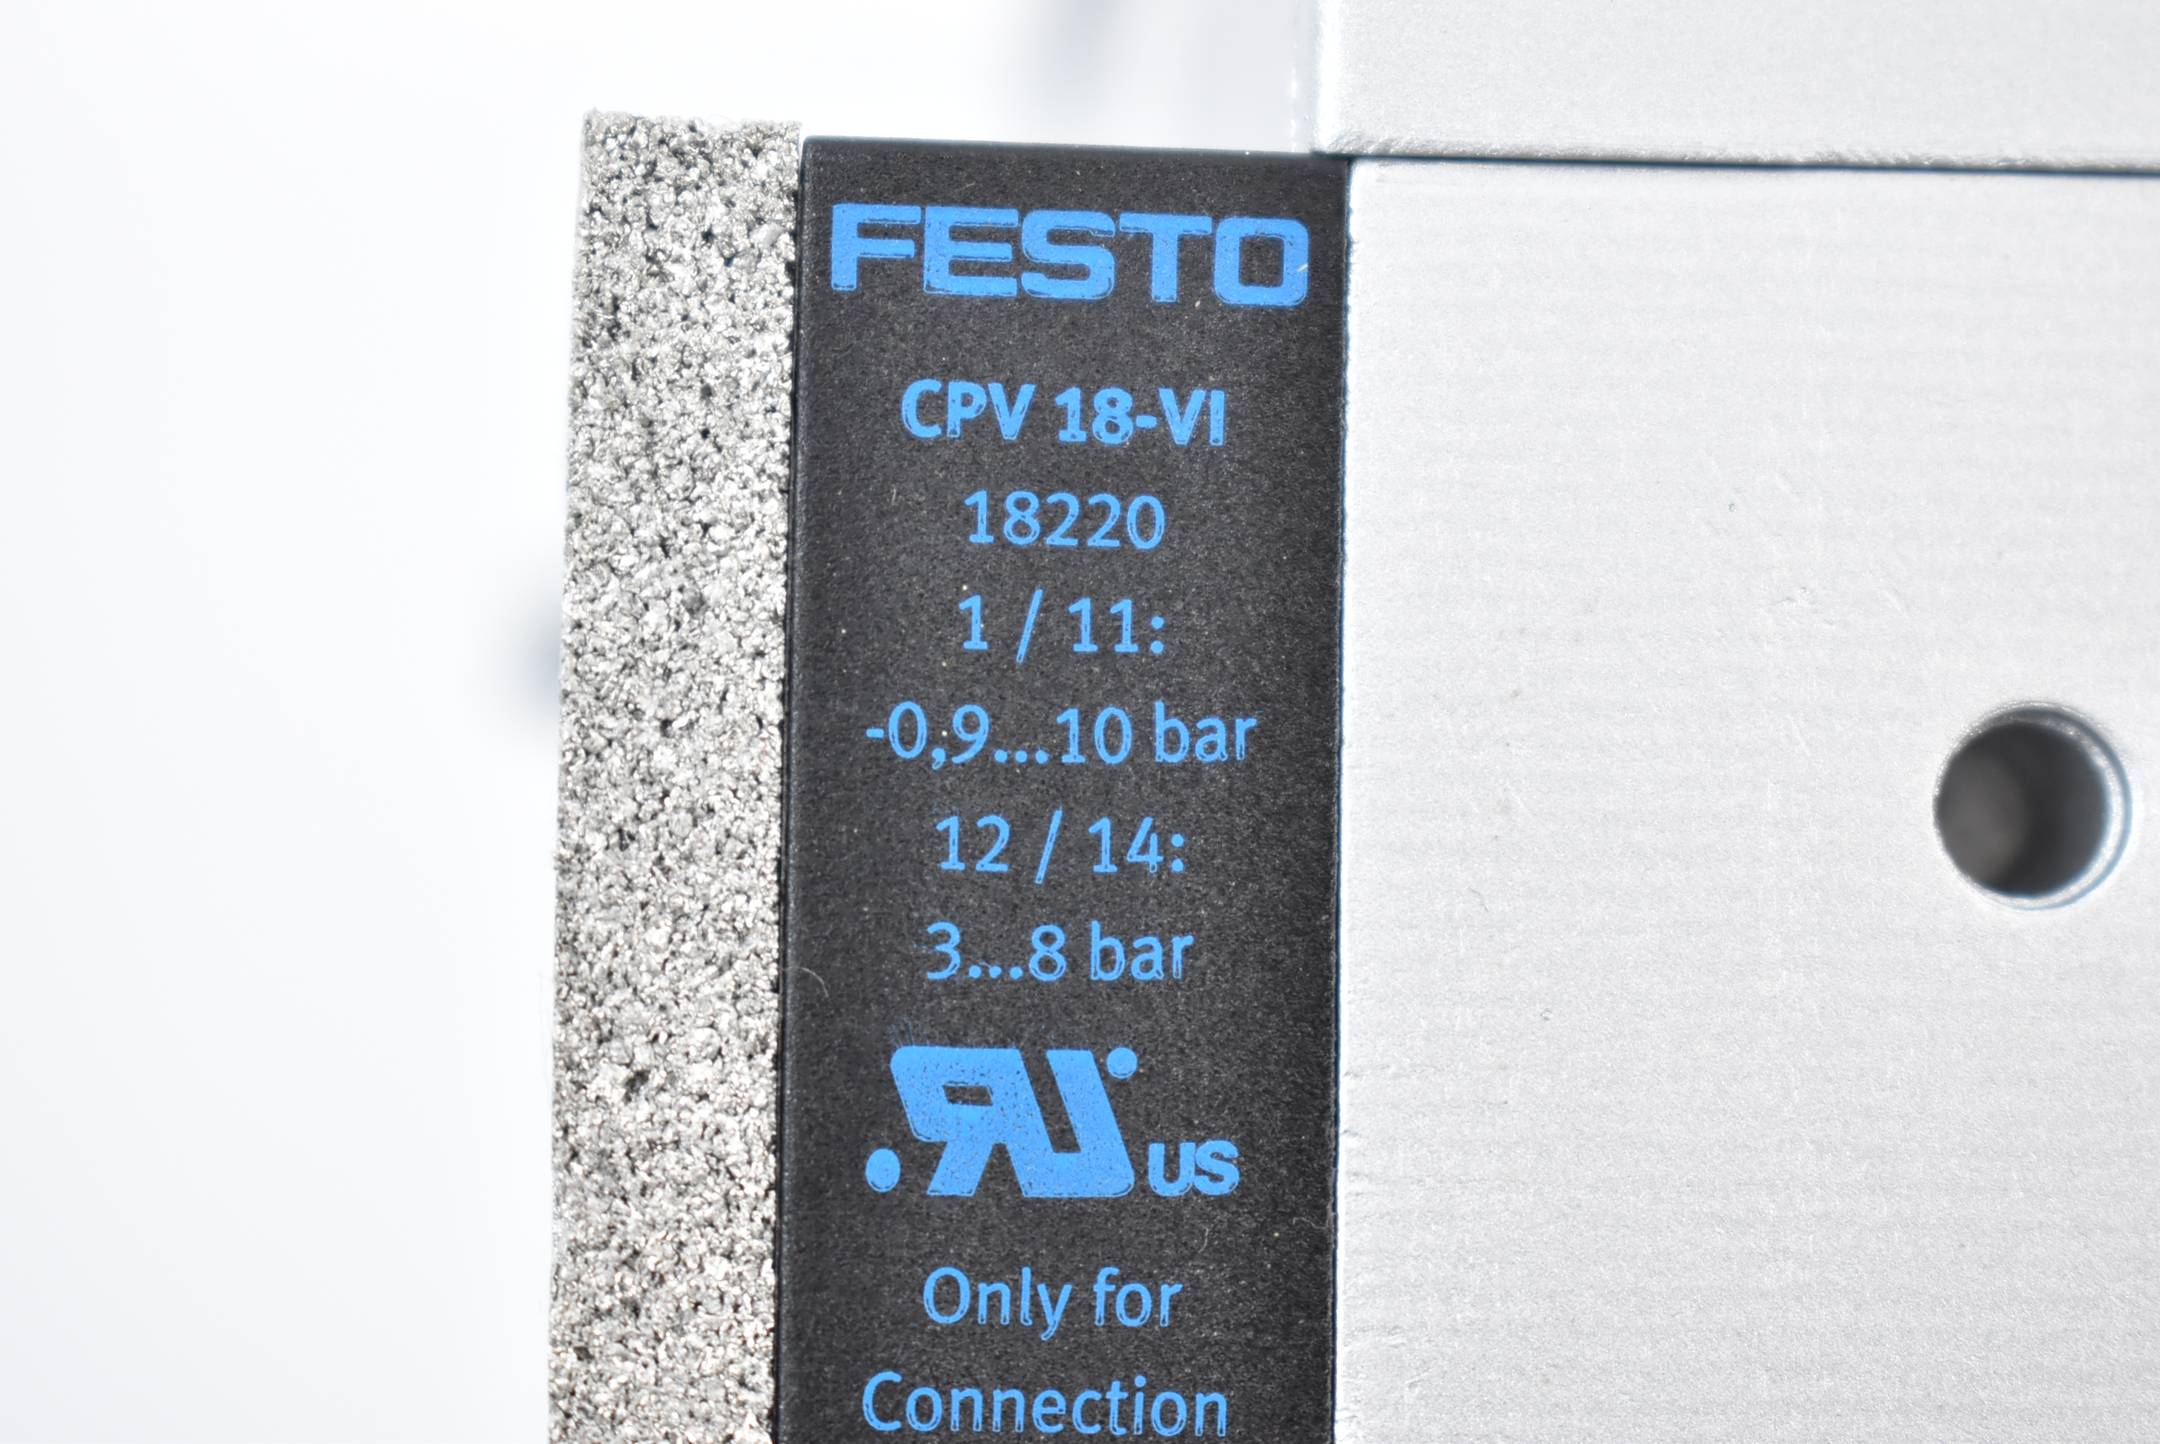 FESTO
CPV 18-VI
18220
1 / 11:
-0,9...10 bar
12 / 14:
3...8 bar
RU US
Only for
Connection